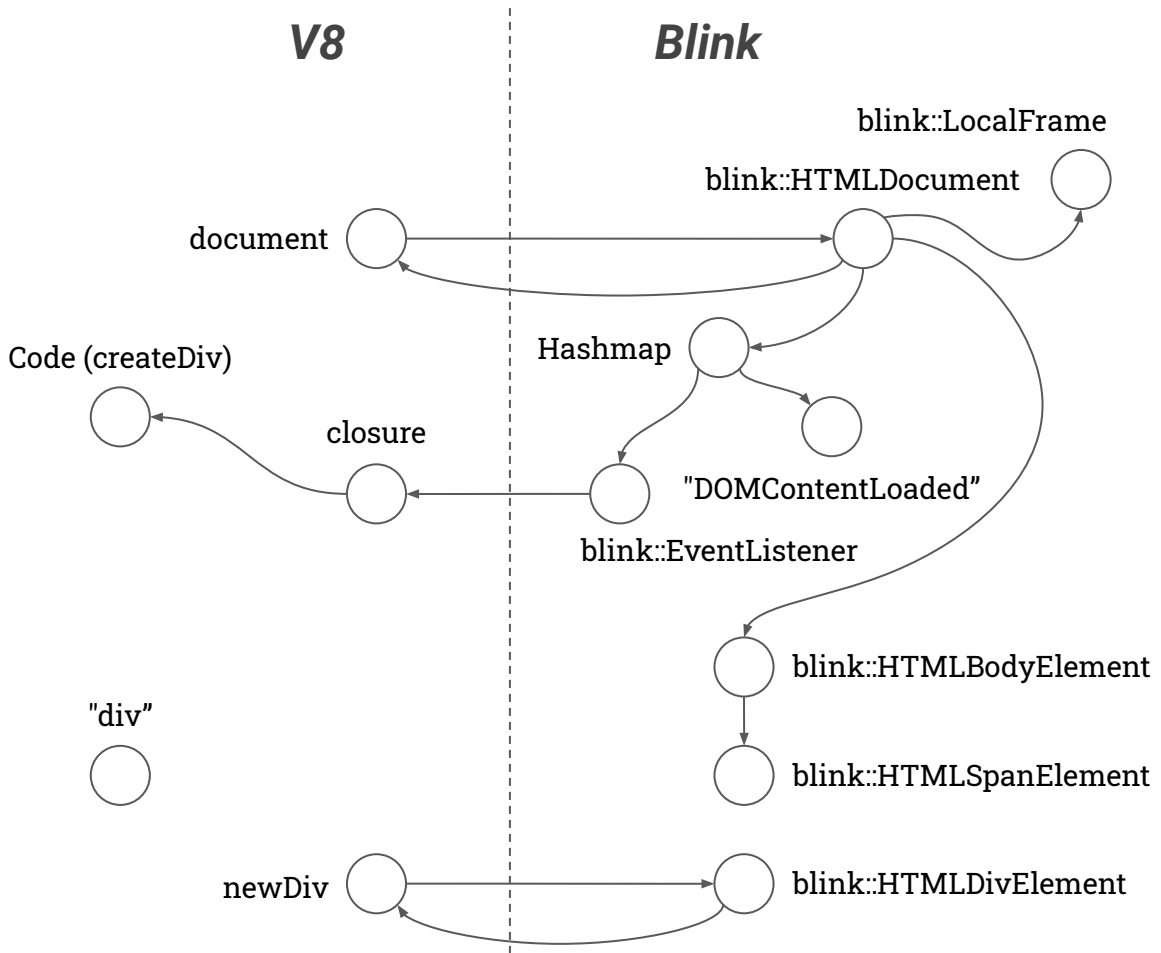 V8
Blink
blink::LocalFrame
blink::HTMLDocument
document
Hashmap
Code (createDiv)
closure
"DOMContentLoaded”
blink::EventListener
blink::HTMLBodyElement
"div”
blink::HTMLSpanElement
newDiv
blink::HTMLDivElement